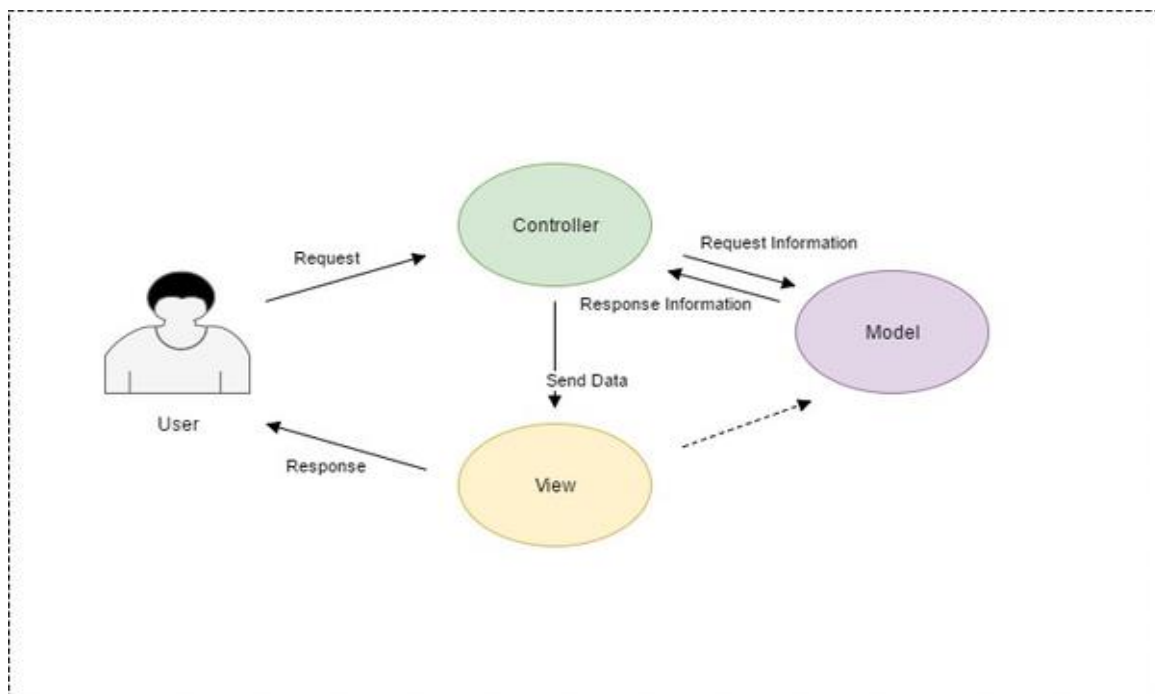 Controller
Request Information
Request
Response Information
Model
Send Data
User
Response
View